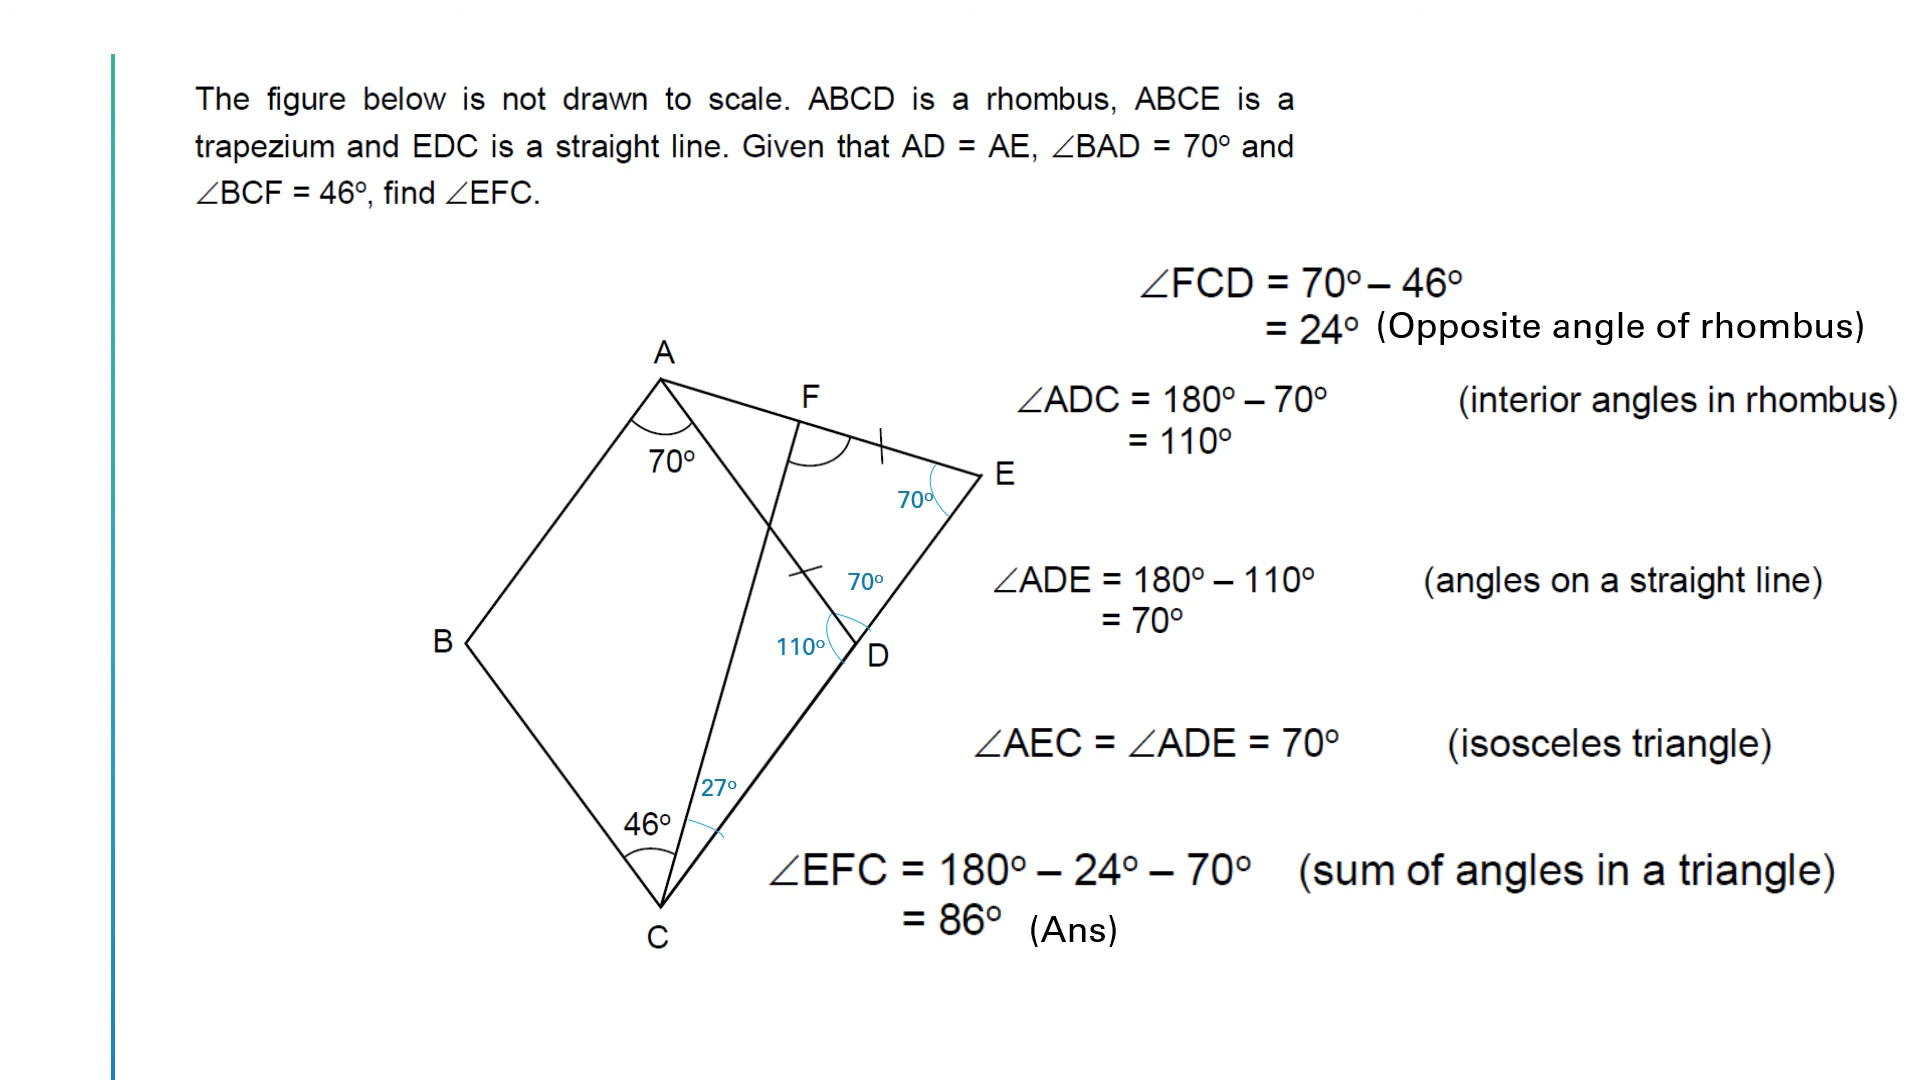 The figure below is not drawn to scale. ABCD is a rhombus, ABCE is a
trapezium and EDC is a straight line. Given that AD = AE, ∠BAD = 70° and
∠BCF = 46°, find ∠EFC.
∠FCD = 70° – 46°
= 24° (Opposite angle of rhombus)
∠ADC = 180° – 70° (interior angles in rhombus)
= 110°
∠ADE = 180° – 110° (angles on a straight line)
= 70°
∠AEC = ∠ADE = 70° (isosceles triangle)
∠EFC = 180° – 24° – 70° (sum of angles in a triangle)
= 86° (Ans)
A
F
70°
E
70°
70°
B
110°
D
27°
46°
C